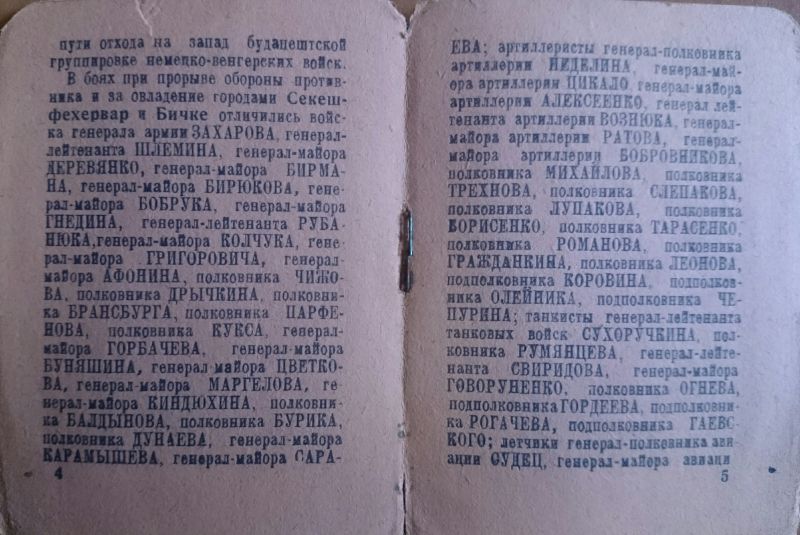 пути отхода на запад буданештской
группировке немецко-венгерских войск.
В боях при прорыве обороны против-
ника и за овладение городами Секеш-
фехервар и Бичке отличились войс-
ка генерала армии ЗАХАРОВА, генерал-
лейтенанта ШЛЕМИНА, генерал-майора
ДЕРЕВЯНКО, генерал-майора БИРМА-
НА, генерал-майора БИРЮКОВА, гене-
рал-майора БОБРУКА, генерал-майора
ГНЕДИНА, генерал-лейтенанта РУБА-
НЮКА,генерал-майора КОЛЧУКА, гене
рал-майора ГРИГОРОВИЧА, генерал-
майора АФОНИНА, полковника ЧИЖО-
ВА, полковника ДРЫЧКИНА, полковни-
ка БРАНСБУРГА, полковника ПАРФЕ-
НОВА, полковника КУКСА, генерал-
майора ГОРБАЧЕВА, генерал-майора
БУНЯШИНА, генерал-майора ЦВЕТКО-
ВА, генерал-майора МАРГЕЛОВА, ге
нерал-майора КИНДЮХИНА, полковни-
ка БАЛДЫНОВА, полковника БУРИКА,
полковника ДУНАЕВА, генерал-майора
КАРАМЫШЕВА, генерал-майора САРА-
4
ЕВА; артиллеристы генерал-полковника
артиллерии НЕДЕЛИНА, генерал-май-
ора артиллерии ЦИКАЛО, генерал-майора
артиллерии АЛЕКСЕЕНКО, генерал лей-
тенанта артиллерии ВОЗНЮКА, генерал-
майора артиллерии РАТОВА, генерал-
майора артиллерии БОБРОВНИКОВА,
полковника МИХАЙЛОВА, полковника
ТРЕХНОВА, полковника СЛЕПАКОВА,
полковника ЛУПАКОВА, полковника
БОРИСЕНКО, полковника ТАРАСЕНКО,
полковника РОМАНОВА, полковника
ГРАЖДАНКИНА, полковника ЛЕОНОВА,
подполковника КОРОВИНА, подполков-
ника ОЛЕЙНИКА, подполковника ЧЕ-
ПУРИНА; танкисты генерал-лейтенанта
танковых войск СУХОРУЧКИНА, пол-
ковника РУМЯНЦЕВА, генерал-лейте-
нанта СВИРИДОВА, генерал-майора
ГОВОРУНЕНКО, полковника ОГНЕВА,
подполковника ГОРДЕЕВА, подполковни-
ка РОГАЧЕВА, подполковника ГАЕВС-
КОГО; летчики генерал-полковника ави-
ации СУДЕЦ, генерал-майора авиаци
5